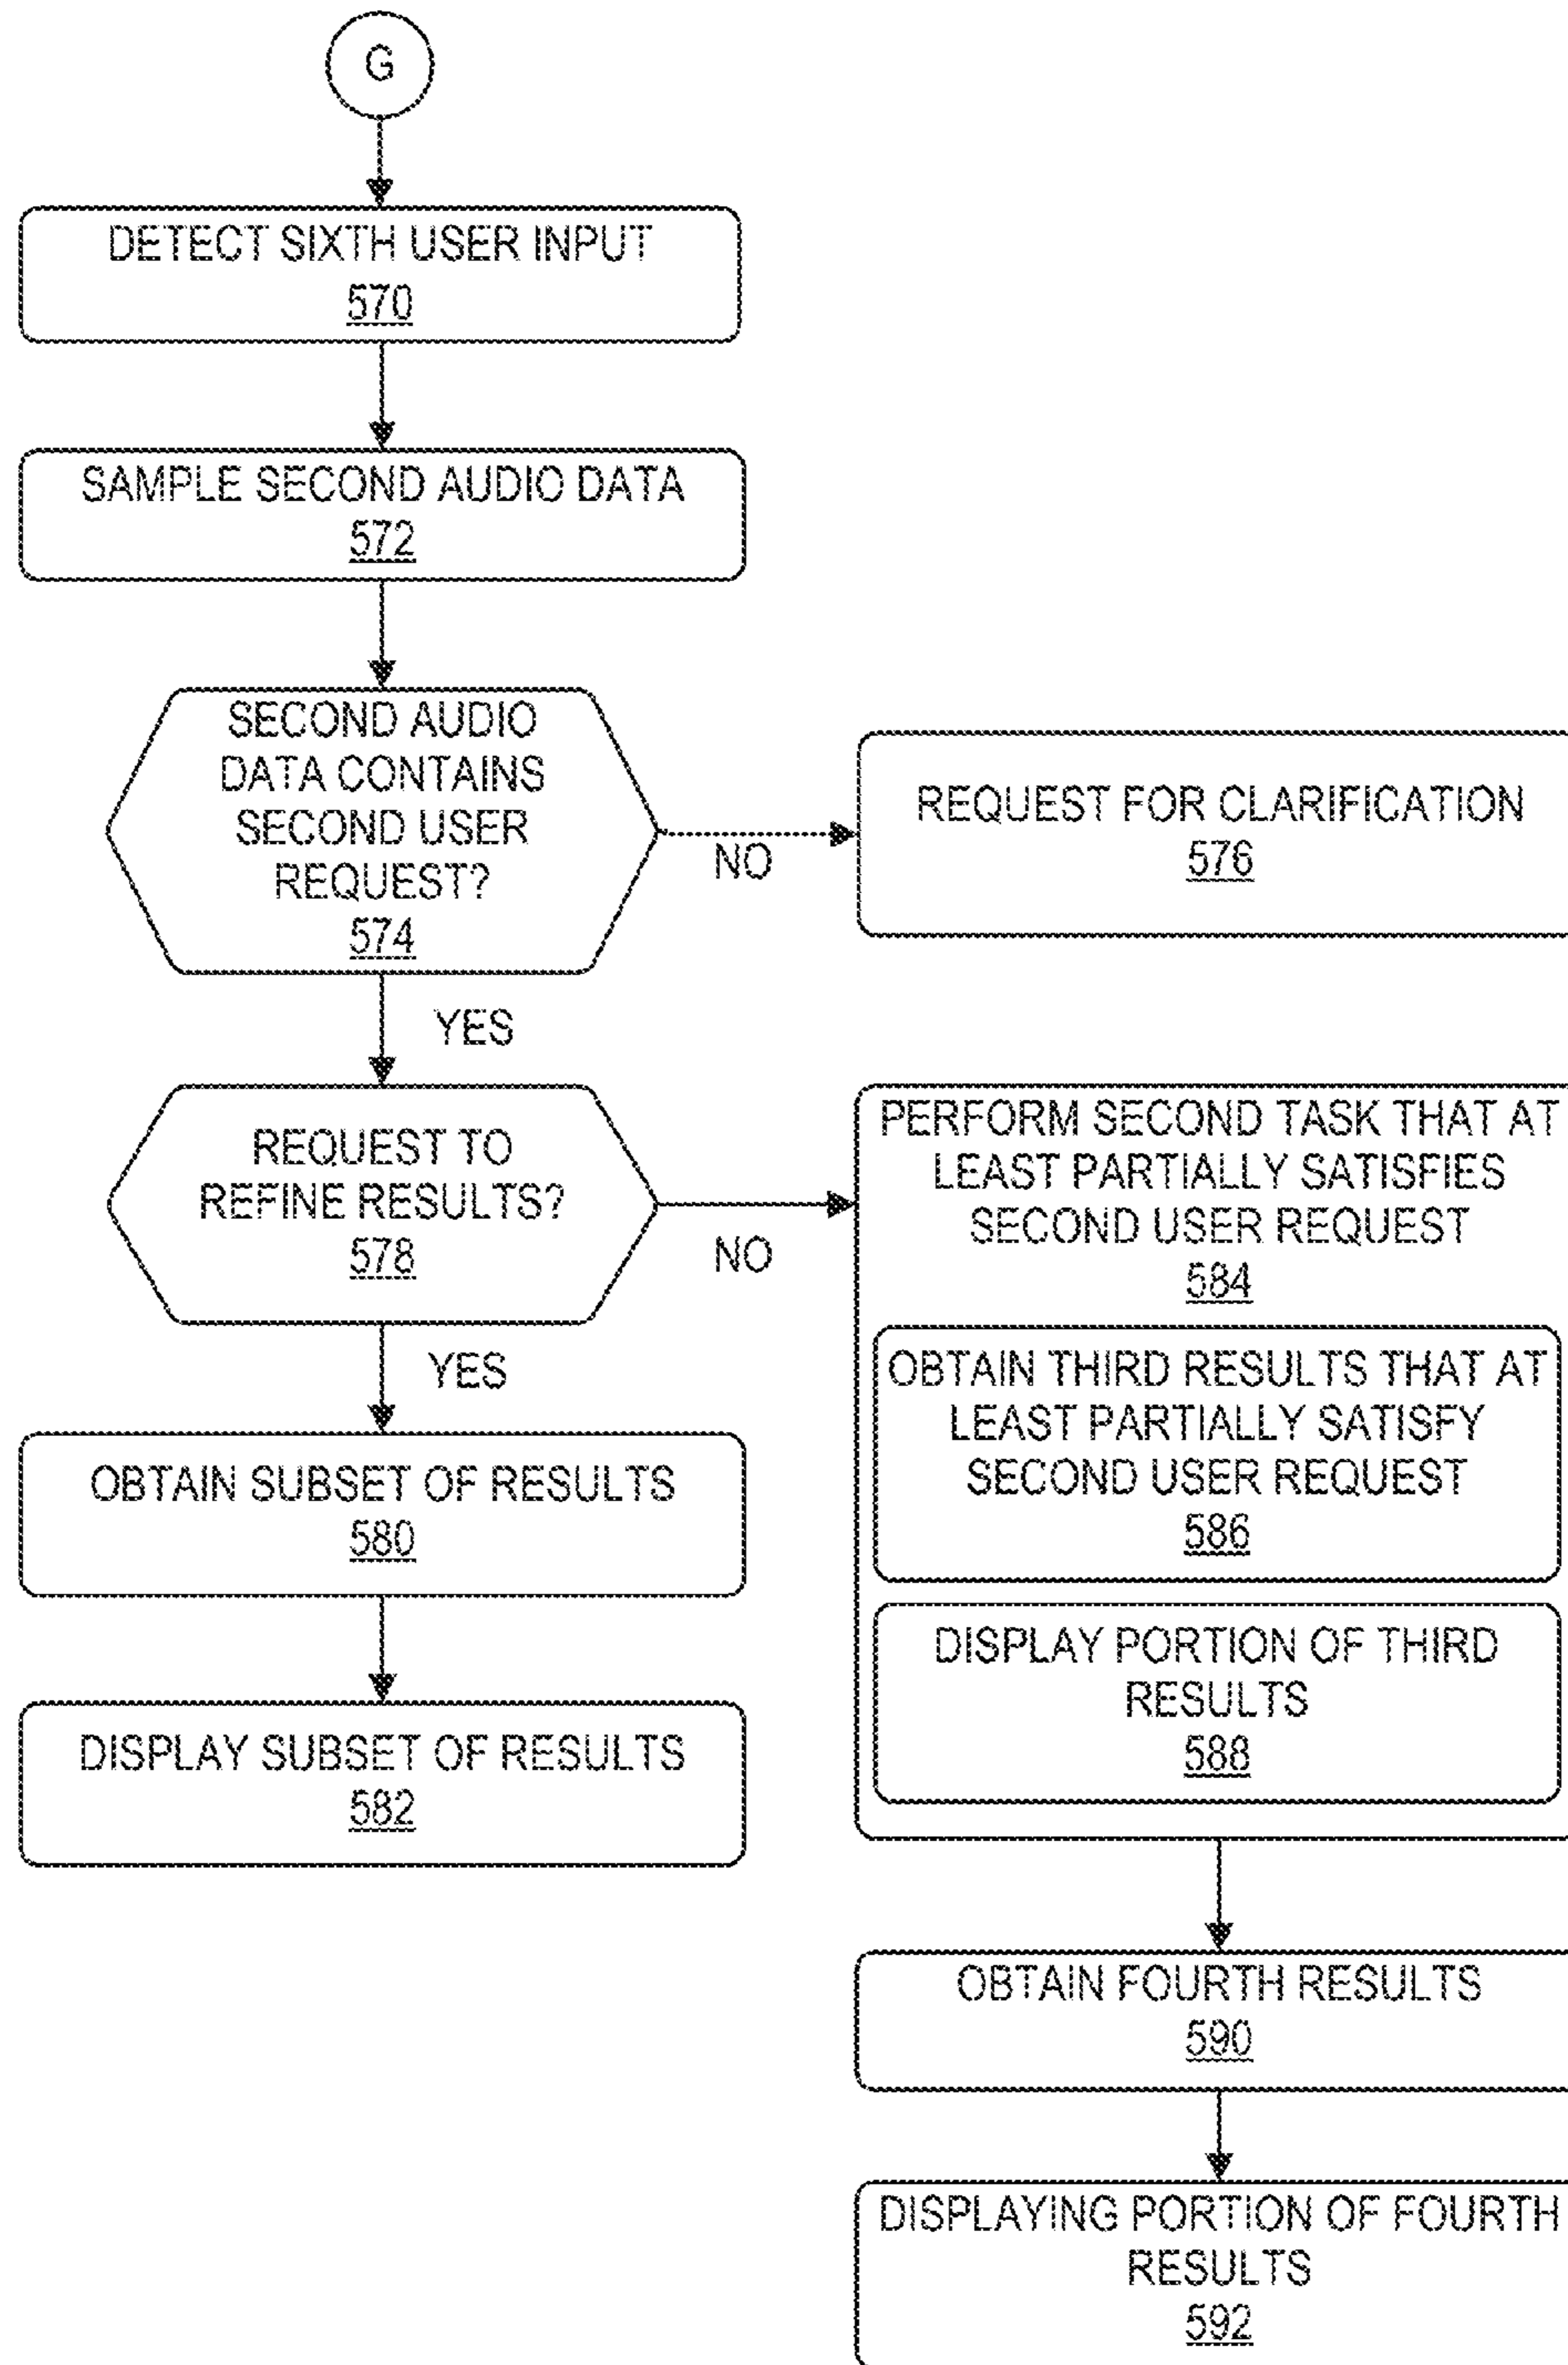 G
DETECT SIXTH USER INPUT
570
SAMPLE SECOND AUDIO DATA
572
SECOND AUDIO
DATA CONTAINS
SECOND USER
REQUEST?
574
NO
REQUEST FOR CLARIFICATION
576
YES
REQUEST TO
REFINE RESULTS?
578
NO
YES
OBTAIN SUBSET OF RESULTS
580
DISPLAY SUBSET OF RESULTS
582
PERFORM SECOND TASK THAT AT
LEAST PARTIALLY SATISFIES
SECOND USER REQUEST
584
OBTAIN THIRD RESULTS THAT AT
LEAST PARTIALLY SATISFY
SECOND USER REQUEST
586
DISPLAY PORTION OF THIRD
RESULTS
588
OBTAIN FOURTH RESULTS
590
DISPLAYING PORTION OF FOURTH
RESULTS
592